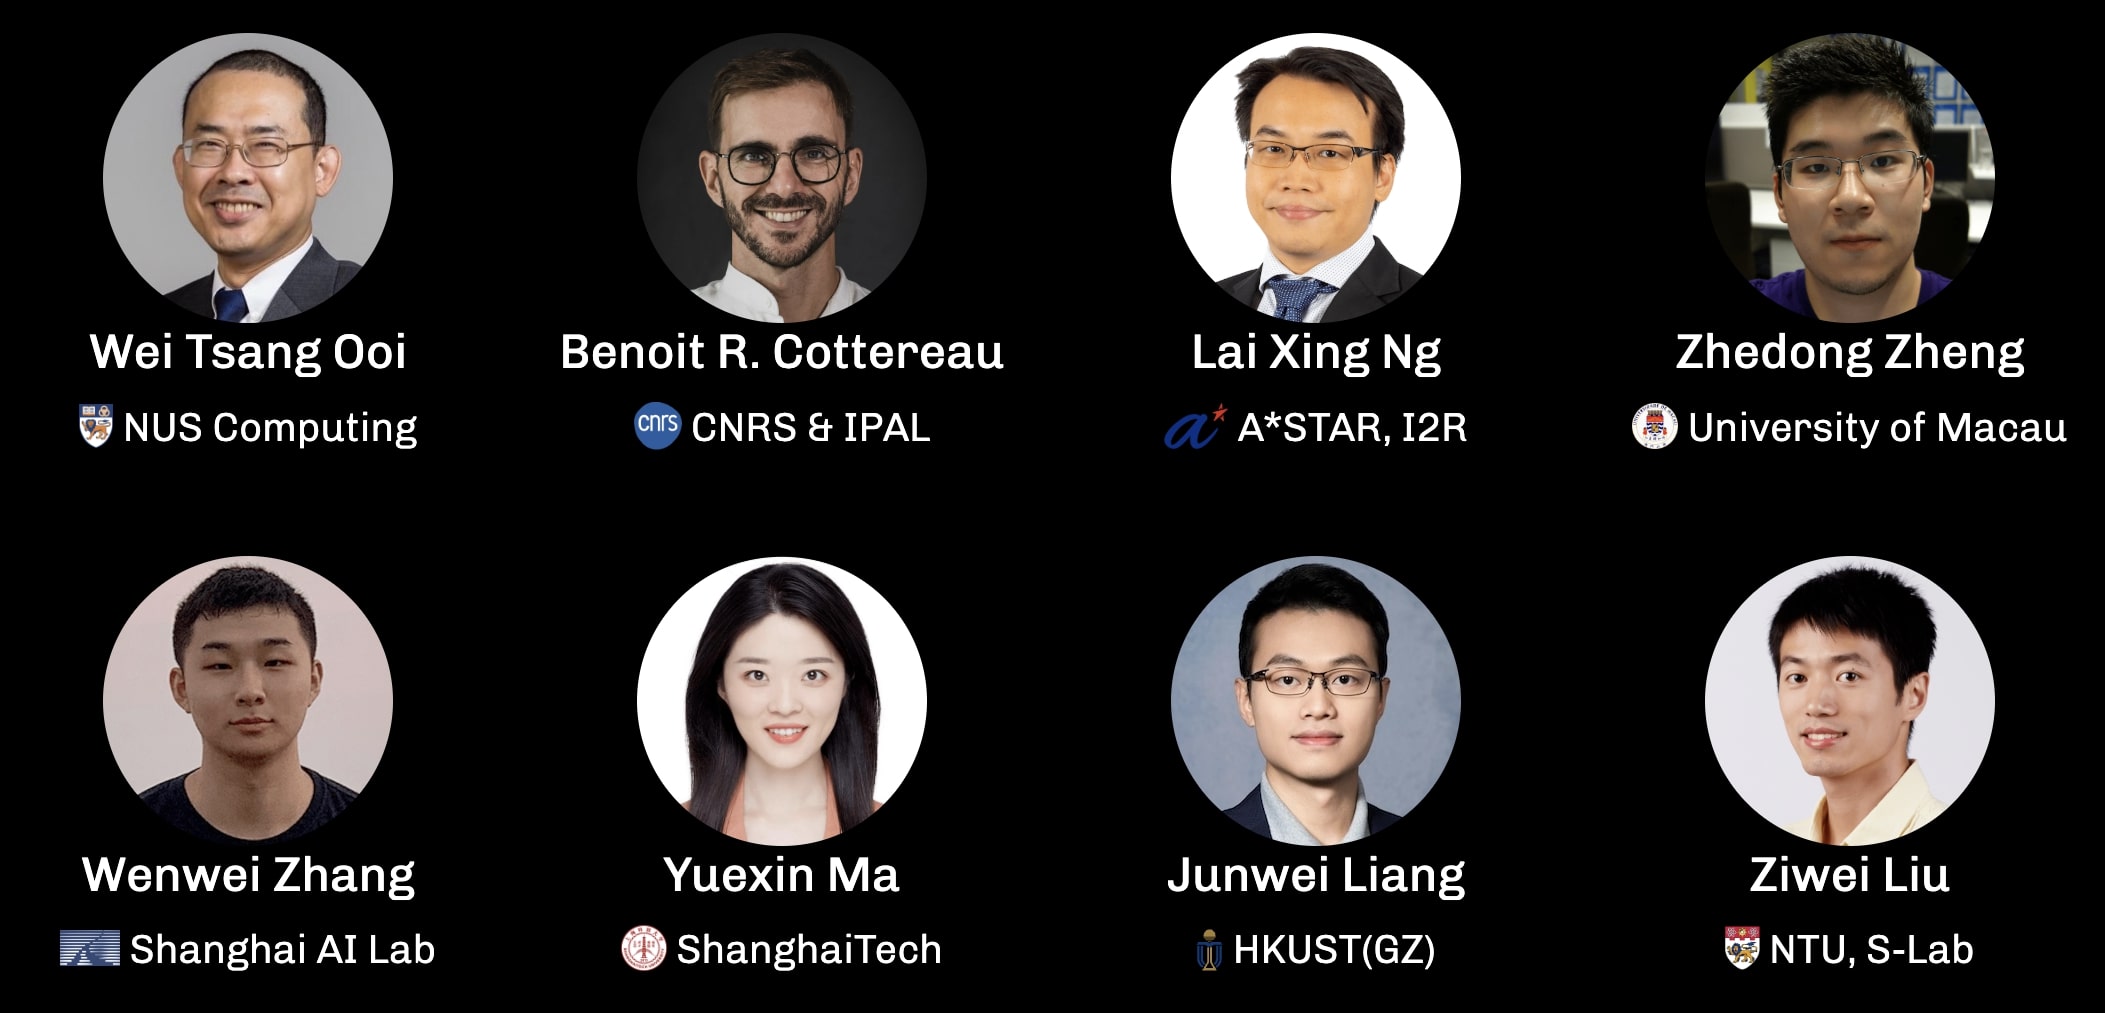 Wei Tsang Ooi
Benoit R. Cottereau
Lai Xing Ng
Zhedong Zheng
NUS Computing
cnrs CNRS & IPAL
A*STAR, I2R
University of Macau
Wenwei Zhang
Yuexin Ma
Junwei Liang
Ziwei Liu
Shanghai AI Lab
ShanghaiTech
HKUST(GZ)
NTU, S-Lab